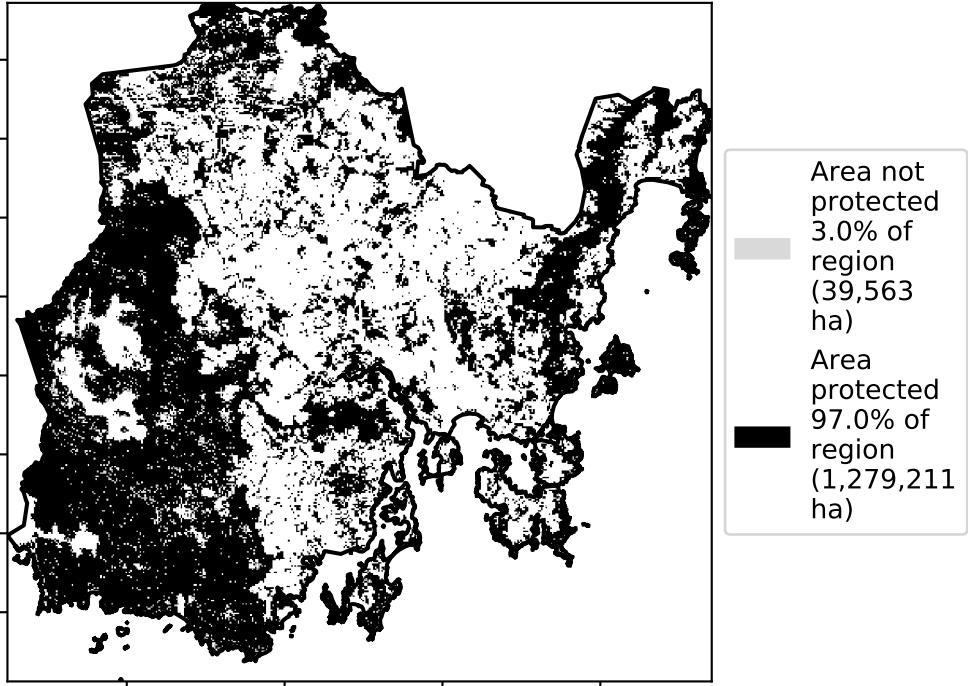 Area not
protected
3.0% of
region
(39,563
ha)
Area
protected
97.0% of
region
(1,279,211
ha)